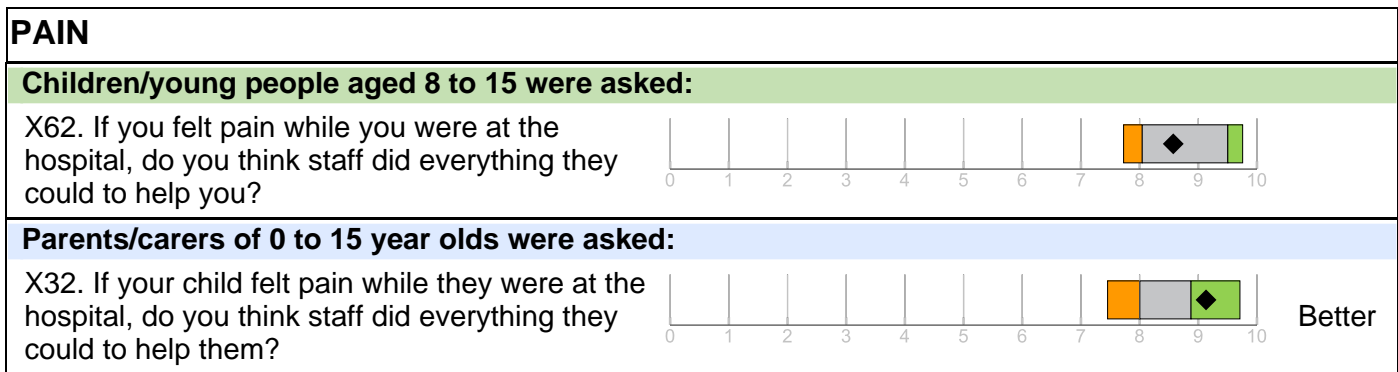 PAIN
Children/young people aged 8 to 15 were asked:
X62. If you felt pain while you were at the
hospital, do you think staff did everything they
could to help you?
0 1 2 3 4 5 6 7 8 9 10
Parents/carers of 0 to 15 year olds were asked:
X32. If your child felt pain while they were at the
hospital, do you think staff did everything they
could to help them?
0 1 2 3 4 5 6 7 8 9 10
Better